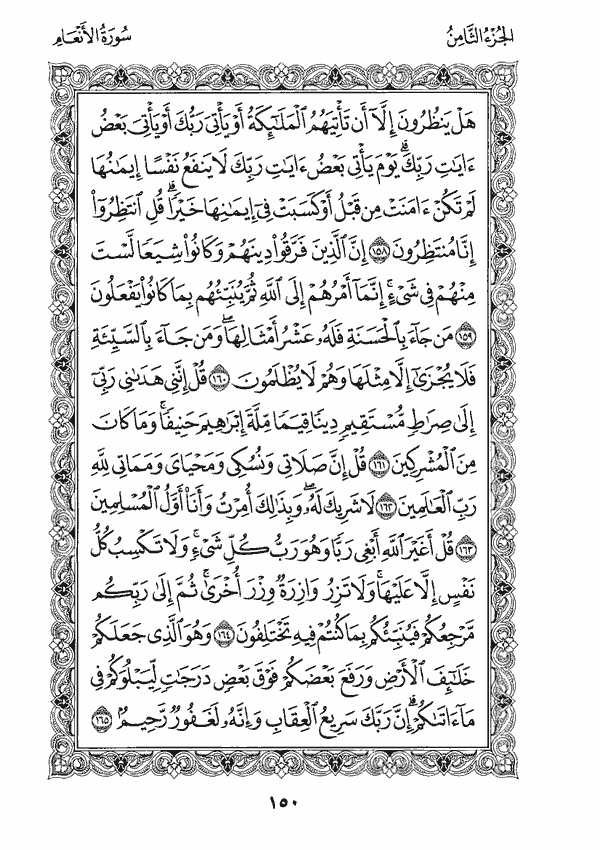 الجُزْءُ الثَّامِنُ
سُورَةُ الأَنْعَامِ
هَلْ يَنظُرُونَ إِلَّآ أَن تَأْتِيَهُمُ ٱلْمَلَٰٓئِكَةُ أَوْ يَأْتِىَ رَبُّكَ أَوْ يَأْتِىَ بَعْضُ
ءَايَٰتِ رَبِّكَ ۗ يَوْمَ يَأْتِى بَعْضُ ءَايَٰتِ رَبِّكَ لَا يَنفَعُ نَفْسًا إِيمَٰنُهَا
لَمْ تَكُنْ ءَامَنَتْ مِن قَبْلُ أَوْ كَسَبَتْ فِىٓ إِيمَٰنِهَا خَيْرًا ۗ قُلِ ٱنتَظِرُوٓا۟
إِنَّا مُنتَظِرُونَ ١٥٨ إِنَّ ٱلَّذِينَ فَرَّقُوا۟ دِينَهُمْ وَكَانُوا۟ شِيَعًا لَّسْتَ
مِنْهُمْ فِى شَىْءٍ ۚ إِنَّمَآ أَمْرُهُمْ إِلَى ٱللَّهِ ثُمَّ يُنَبِّئُهُم بِمَا كَانُوا۟ يَفْعَلُونَ
١٥٩ مَن جَآءَ بِٱلْحَسَنَةِ فَلَهُۥ عَشْرُ أَمْثَالِهَا ۖ وَمَن جَآءَ بِٱلسَّيِّئَةِ
فَلَا يُجْزَىٰٓ إِلَّا مِثْلَهَا وَهُمْ لَا يُظْلَمُونَ ١٦٠ قُلْ إِنَّنِى هَدَىٰنِى رَبِّىٓ
إِلَىٰ صِرَٰطٍ مُّسْتَقِيمٍ دِينًا قِيَمًا مِّلَّةَ إِبْرَٰهِيمَ حَنِيفًا ۚ وَمَا كَانَ
مِنَ ٱلْمُشْرِكِينَ ١٦١ قُلْ إِنَّ صَلَاتِى وَنُسُكِى وَمَحْيَاىَ وَمَمَاتِى لِلَّهِ
رَبِّ ٱلْعَٰلَمِينَ ١٦٢ لَا شَرِيكَ لَهُۥ ۖ وَبِذَٰلِكَ أُمِرْتُ وَأَنَا۠ أَوَّلُ ٱلْمُسْلِمِينَ
١٦٣ قُلْ أَغَيْرَ ٱللَّهِ أَبْغِى رَبًّا وَهُوَ رَبُّ كُلِّ شَىْءٍ ۚ وَلَا تَكْسِبُ كُلُّ
نَفْسٍ إِلَّا عَلَيْهَا ۚ وَلَا تَزِرُ وَازِرَةٌ وِزْرَ أُخْرَىٰ ۚ ثُمَّ إِلَىٰ رَبِّكُم
مَّرْجِعُكُمْ فَيُنَبِّئُكُم بِمَا كُنتُمْ فِيهِ تَخْتَلِفُونَ ١٦٤ وَهُوَ ٱلَّذِى جَعَلَكُمْ
خَلَٰٓئِفَ ٱلْأَرْضِ وَرَفَعَ بَعْضَكُمْ فَوْقَ بَعْضٍ دَرَجَٰتٍ لِّيَبْلُوَكُمْ فِى
مَآ ءَاتَىٰكُمْ ۗ إِنَّ رَبَّكَ سَرِيعُ ٱلْعِقَابِ وَإِنَّهُۥ لَغَفُورٌ رَّحِيمٌۢ ١٦٥
١٥٠